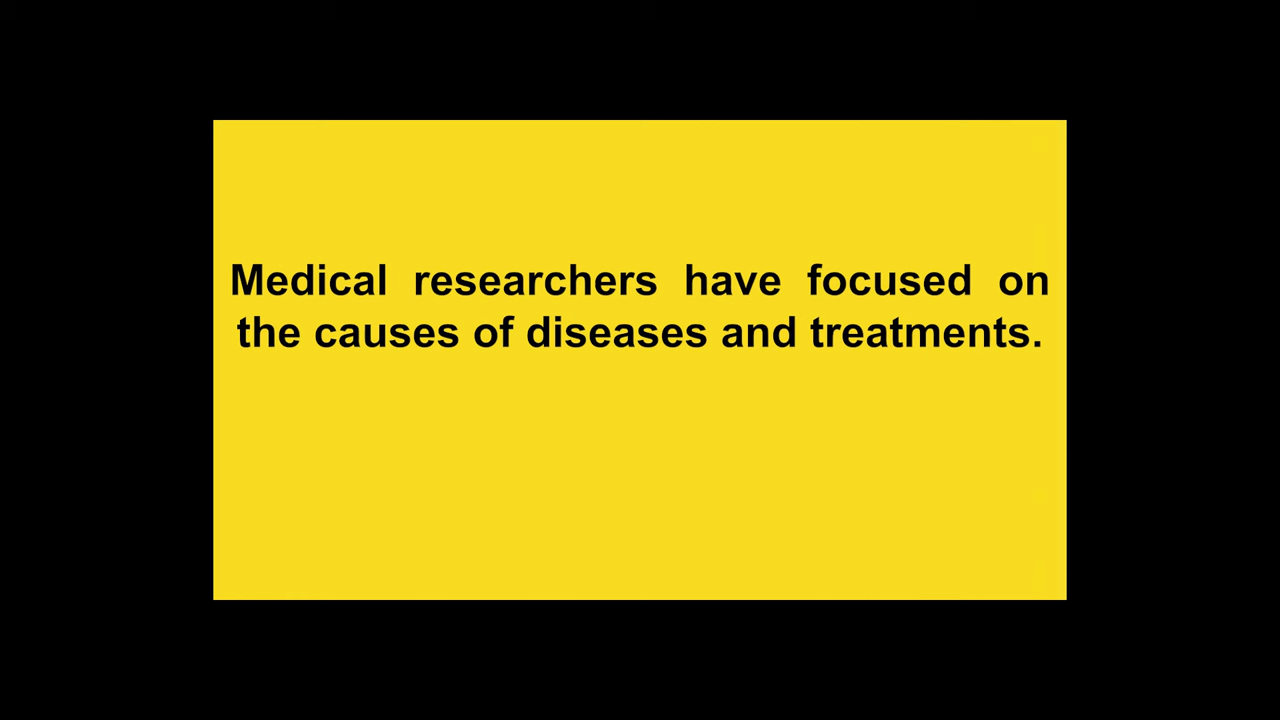 Medical researchers have focused on
the causes of diseases and treatments.